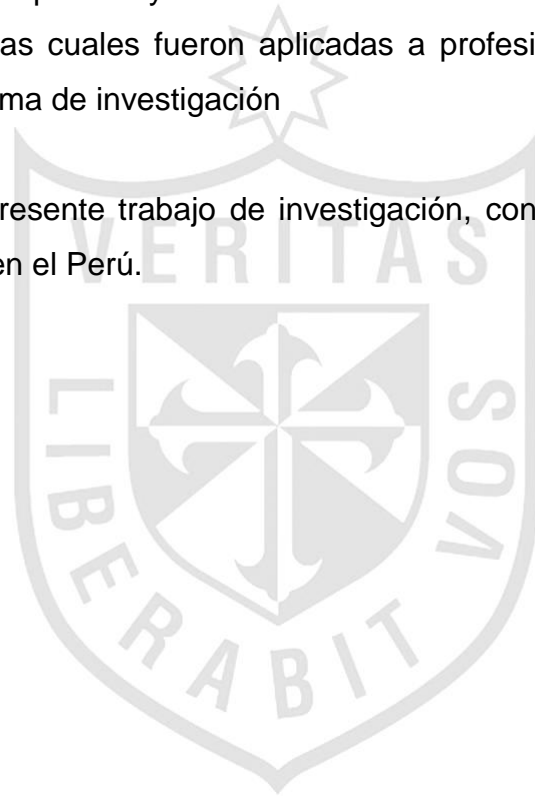 as cuales fueron aplicadas a profesi
ma de investigación
resente trabajo de investigación, con
en el Perú.
VERITAS
LIBERABIT VOS